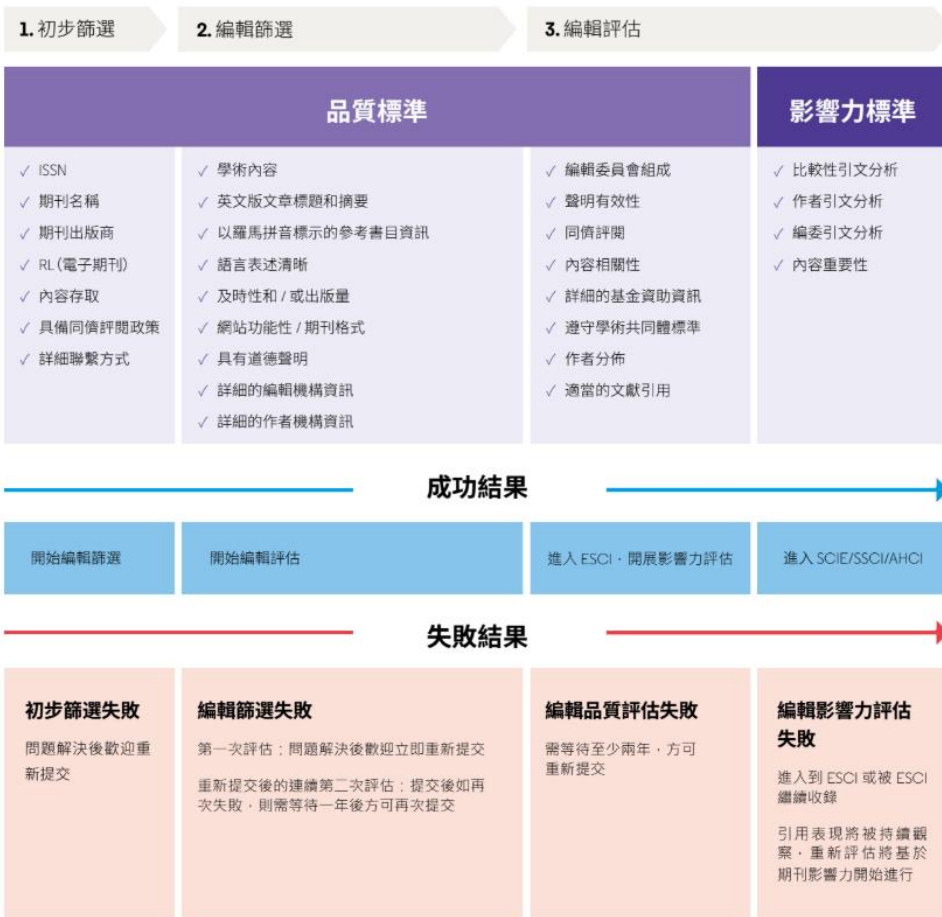 1. 初步篩選
2. 編輯篩選
3. 編輯評估
品質標準
影響力標準
✓ ISSN
✓ 期刊名稱
✓ 期刊出版商
✓ RL (電子期刊)
✓ 內容存取
✓ 具備同儕評閱政策
✓ 詳細聯繫方式
✓ 學術內容
✓ 英文版文章標題和摘要
✓ 以羅馬拼音標示的參考書目資訊
✓ 語言表述清晰
✓ 及時性和 / 或出版量
✓ 網站功能性 / 期刊格式
✓ 具有道德聲明
✓ 詳細的編輯機構資訊
✓ 詳細的作者機構資訊
✓ 編輯委員會組成
✓ 聲明有效性
✓ 同儕評閱
✓ 內容相關性
✓ 詳細的基金資助資訊
✓ 遵守學術共同體標準
✓ 作者分佈
✓ 適當的文獻引用
✓ 比較性引文分析
✓ 作者引文分析
✓ 編委引文分析
✓ 內容重要性
成功結果
開始編輯篩選
開始編輯評估
進入 ESCI，開展影響力評估
進入 SCIE/SSCI/AHCI
失敗結果
初步篩選失敗
問題解決後歡迎重
新提交
編輯篩選失敗
第一次評估：問題解決後歡迎立即重新提交
重新提交後的連續第二次評估：提交後如再
次失敗，則需等待一年後方可再次提交
編輯品質評估失敗
需等待至少兩年，方可
重新提交
編輯影響力評估
失敗
進入到 ESCI 或被 ESCI
繼續收錄
引用表現將被持續觀
察，重新評估將基於
期刊影響力開始進行